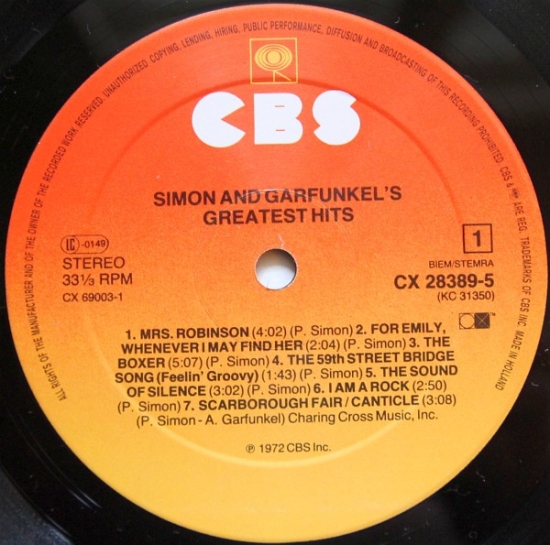 ALL RIGHTS OF THE MANUFACTURER AND OF THE OWNER OF THE RECORDED WORK RESERVED. UNAUTHORIZED COPYING, LENDING, HIRING, PUBLIC PERFORMANCE, DIFFUSION AND BROADCASTING OF THIS RECORDING PROHIBITED. CBS & ARE REG. TRADEMARKS OF CBS INC. MADE IN HOLLAND
CBS
SIMON AND GARFUNKEL'S
GREATEST HITS
LC -0149
STEREO
33⅓ RPM
CX 69003-1
1
BIEM/STEMRA
CX 28389-5
(KC 31350)
1. MRS. ROBINSON (4:02) (P. Simon) 2. FOR EMILY,
WHENEVER I MAY FIND HER (2:04) (P. Simon) 3. THE
BOXER (5:07) (P. Simon) 4. THE 59th STREET BRIDGE
SONG (Feelin' Groovy) (1:43) (P. Simon) 5. THE SOUND
OF SILENCE (3:02) (P. Simon) 6. I AM A ROCK (2:50)
(P. Simon) 7. SCARBOROUGH FAIR / CANTICLE (3:08)
(P. Simon - A. Garfunkel) Charing Cross Music, Inc.
℗ 1972 CBS Inc.